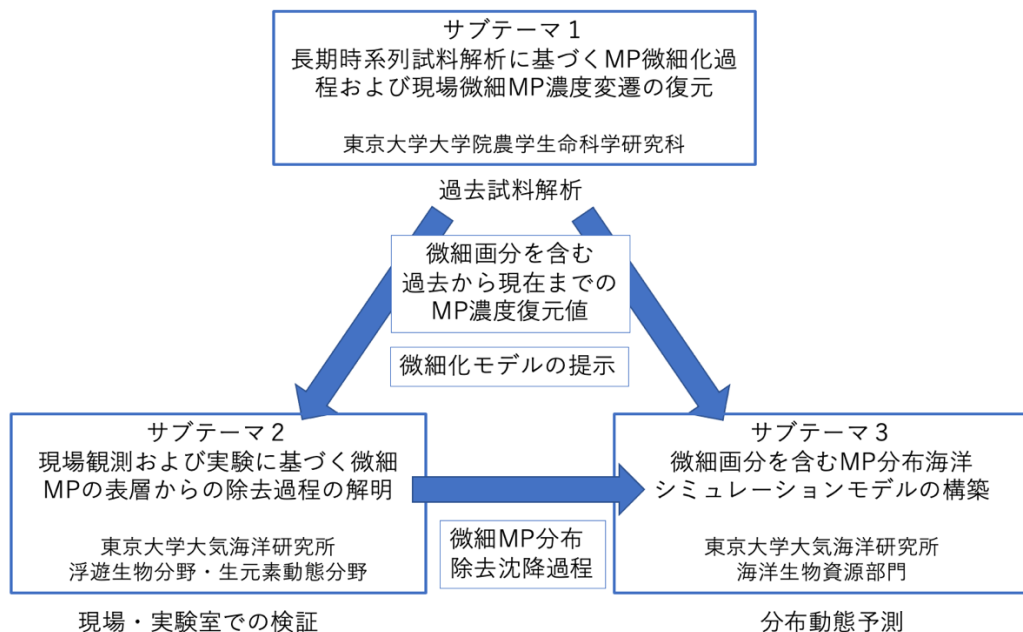 サブテーマ１
長期時系列試料解析に基づくMP微細化過
程および現場微細MP濃度変遷の復元
東京大学大学院農学生命科学研究科
過去試料解析
微細画分を含む
過去から現在までの
MP濃度復元値
微細化モデルの提示
サブテーマ２
現場観測および実験に基づく微細
MPの表層からの除去過程の解明
東京大学大気海洋研究所
浮遊生物分野・生元素動態分野
現場・実験室での検証
微細MP分布
除去沈降過程
サブテーマ３
微細画分を含むMP分布海洋
シミュレーションモデルの構築
東京大学大気海洋研究所
海洋生物資源部門
分布動態予測